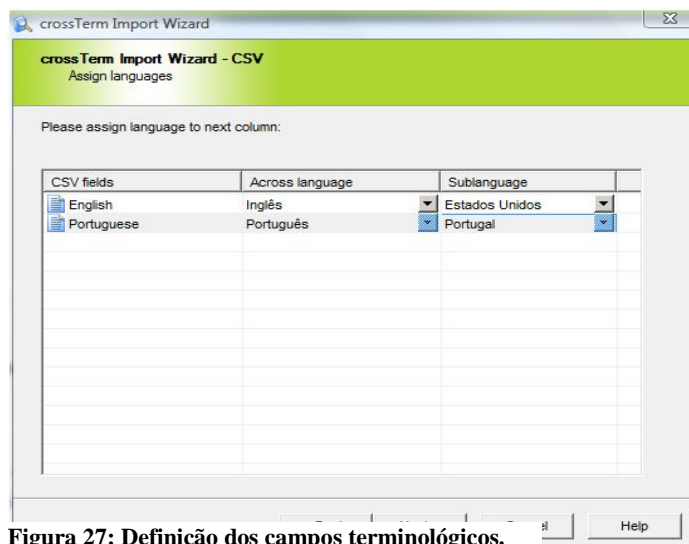 crossTerm Import Wizard
crossTerm Import Wizard - CSV
Assign languages
Please assign language to next column:
CSV fields Across language Sublanguage
English Inglês Estados Unidos
Portuguese Português Portugal
Help
Figura 27: Definição dos campos terminológicos.